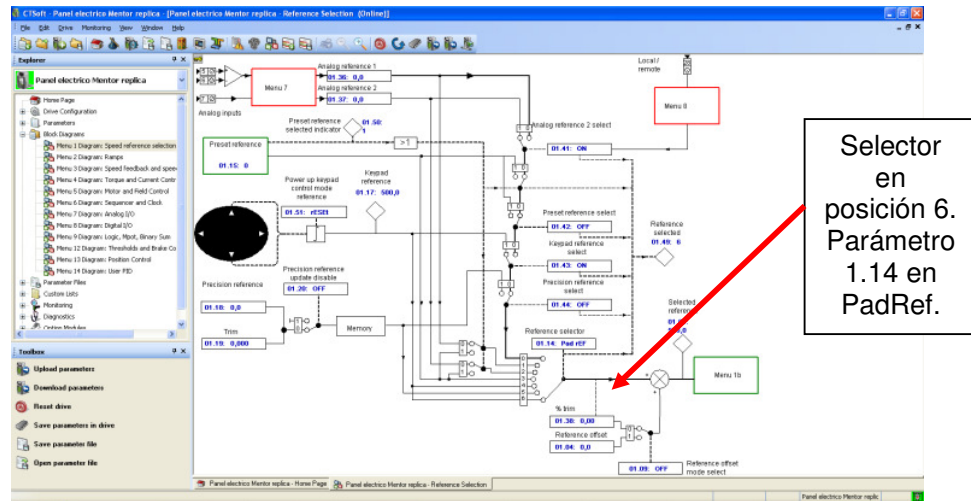 CTSoft - Panel electrico Mentor replica - [Panel electrico Mentor replica - Reference Selection (Online)]
File Edit Drive Monitoring View Window Help
Explorer
Panel electrico Mentor replica
Home Page
Drive Configuration
Parameters
Block Diagrams
Menu 1 Diagram: Speed reference selection
Menu 2 Diagram: Ramps
Menu 3 Diagram: Speed feedback and spee
Menu 4 Diagram: Torque and Current Contr
Menu 5 Diagram: Motor and Field Control
Menu 6 Diagram: Sequencer and Clock
Menu 7 Diagram: Analog I/O
Menu 8 Diagram: Digital I/O
Menu 9 Diagram: Logic, Mpot, Binary Sum
Menu 12 Diagram: Thresholds and Brake Co
Menu 13 Diagram: Position Control
Menu 14 Diagram: User PID
Parameter Files
Custom Lists
Monitoring
Diagnostics
Option Modules
Toolbox
Upload parameters
Download parameters
Reset drive
Save parameters in drive
Save parameter file
Open parameter file
Analog reference 1
01.36: 0,0
Analog reference 2
01.37: 0,0
Menu 7
Analog inputs
Local / remote
Menu 8
Preset reference selected indicator
01.50: 1
>1
Analog reference 2 select
01.41: ON
Preset reference
01.15: 0
Power up keypad control mode reference
01.51: rESEt
Keypad reference
01.17: 500,0
Preset reference select
01.42: OFF
Keypad reference select
01.43: ON
Precision reference select
01.44: OFF
Reference selected
01.49: 6
Precision reference update disable
01.20: OFF
Precision reference
01.18: 0,0
Trim
01.19: 0,000
Memory
Reference selector
01.14: Pad rEF
Selected reference
Menu 1b
% trim
01.38: 0,00
Reference offset
01.04: 0,0
01.09: OFF
Reference offset mode select
Selector
en
posición 6.
Parámetro
1.14 en
PadRef.
Panel electrico Mentor replica - Home Page
Panel electrico Mentor replica - Reference Selection
Panel electrico Mentor replic